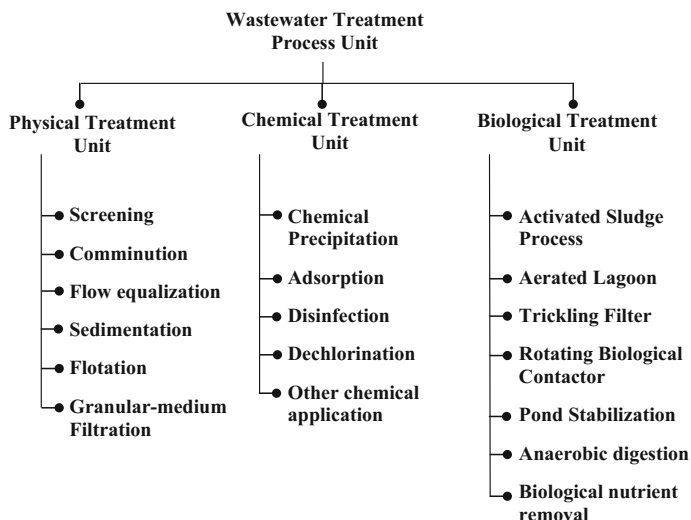 Wastewater Treatment
Process Unit
Physical Treatment
Unit
Screening
Comminution
Flow equalization
Sedimentation
Flotation
Granular-medium
Filtration
Chemical Treatment
Unit
Chemical
Precipitation
Adsorption
Disinfection
Dechlorination
Other chemical
application
Biological Treatment
Unit
Activated Sludge
Process
Aerated Lagoon
Trickling Filter
Rotating Biological
Contactor
Pond Stabilization
Anaerobic digestion
Biological nutrient
removal